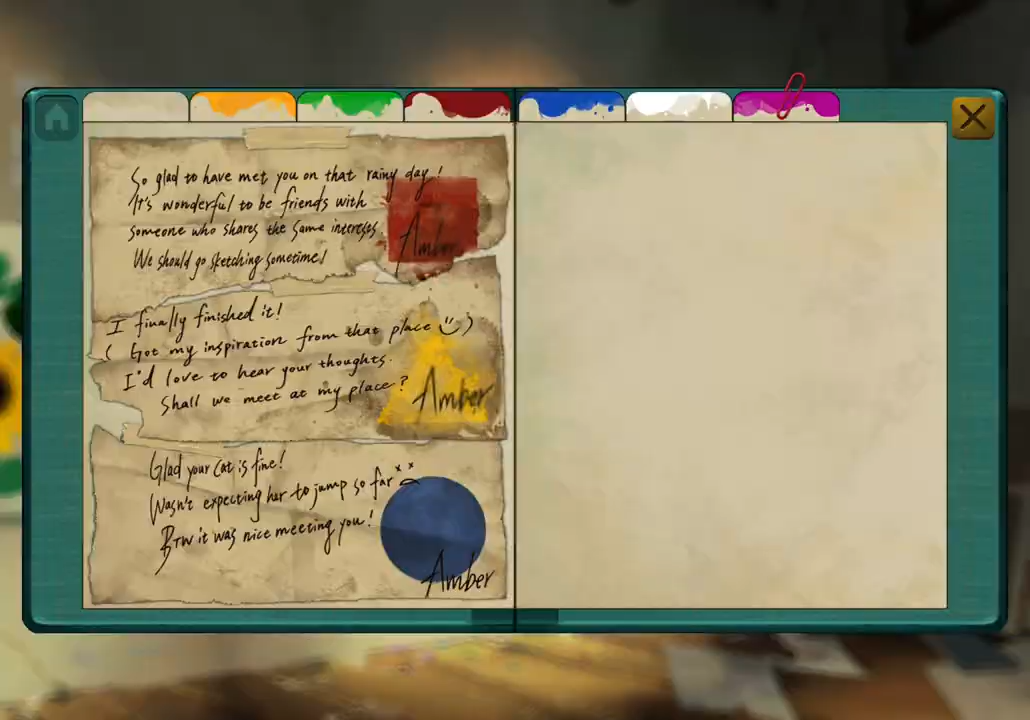 So glad to have met you on that rainy day!
It's wonderful to be friends with
someone who shares the same interests
We should go sketching sometime!
Amber
I finally finished it!
( Got my inspiration from that place :) )
I'd love to hear your thoughts.
Shall we meet at my place?
Amber
Glad your cat is fine!
Wasn't expecting her to jump so far
Btw it was nice meeting you!
Amber